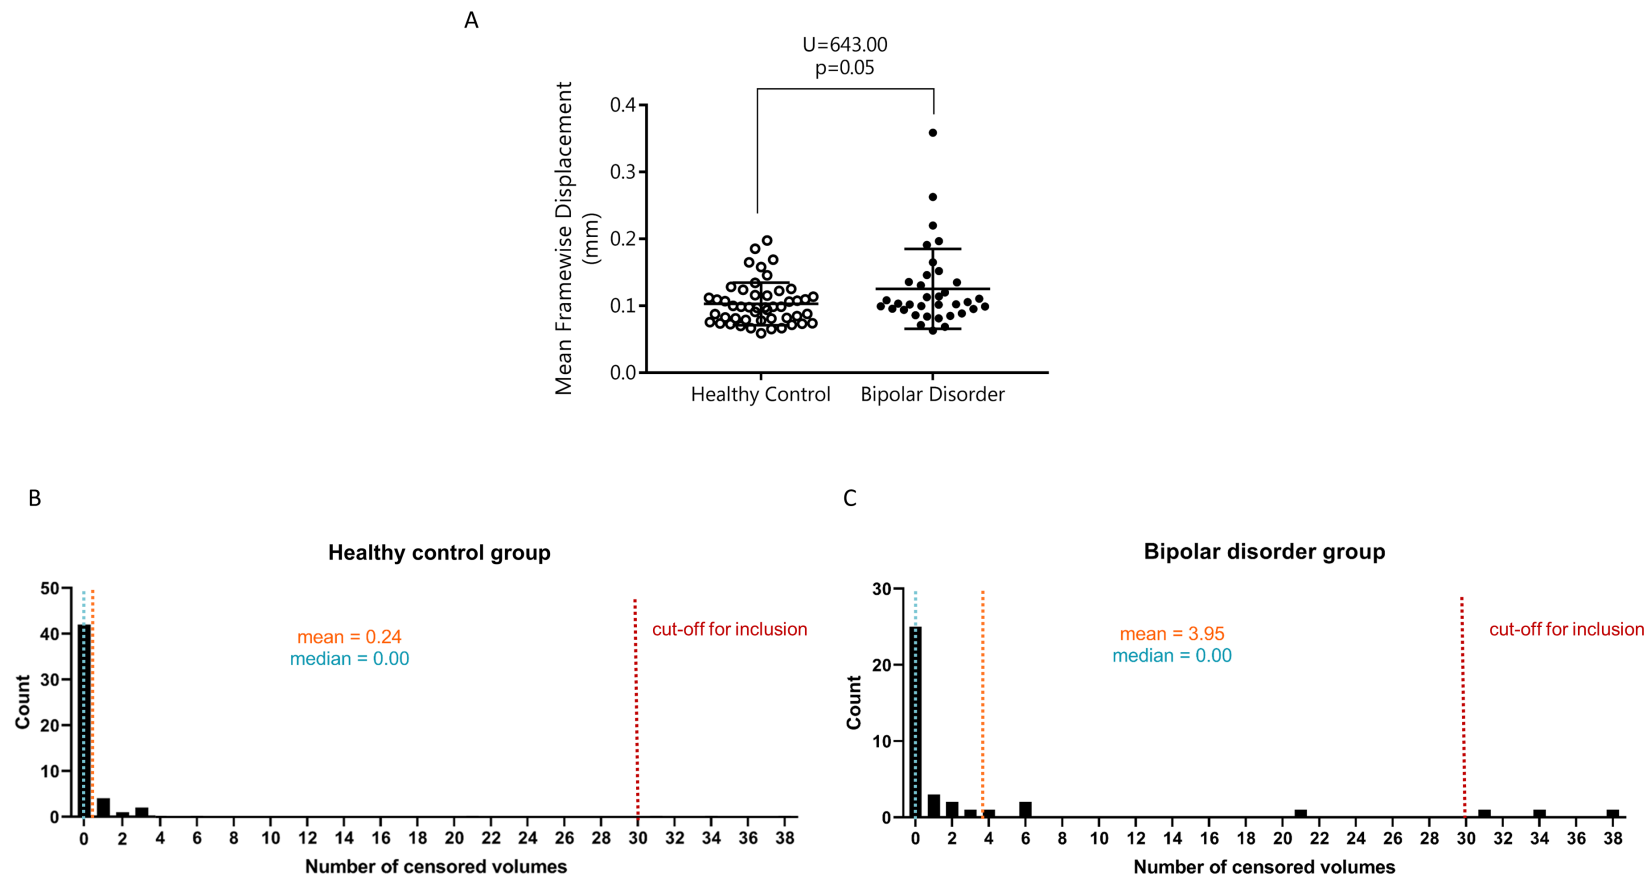 A
U=643.00
p=0.05
Mean Framewise Displacement
(mm)
0.4
0.3
0.2
0.1
0.0
Healthy Control
Bipolar Disorder
B
Healthy control group
Count
50
40
30
20
10
0
mean = 0.24
median = 0.00
cut-off for inclusion
0 2 4 6 8 10 12 14 16 18 20 22 24 26 28 30 32 34 36 38
Number of censored volumes
C
Bipolar disorder group
Count
30
20
10
0
mean = 3.95
median = 0.00
cut-off for inclusion
0 2 4 6 8 10 12 14 16 18 20 22 24 26 28 30 32 34 36 38
Number of censored volumes